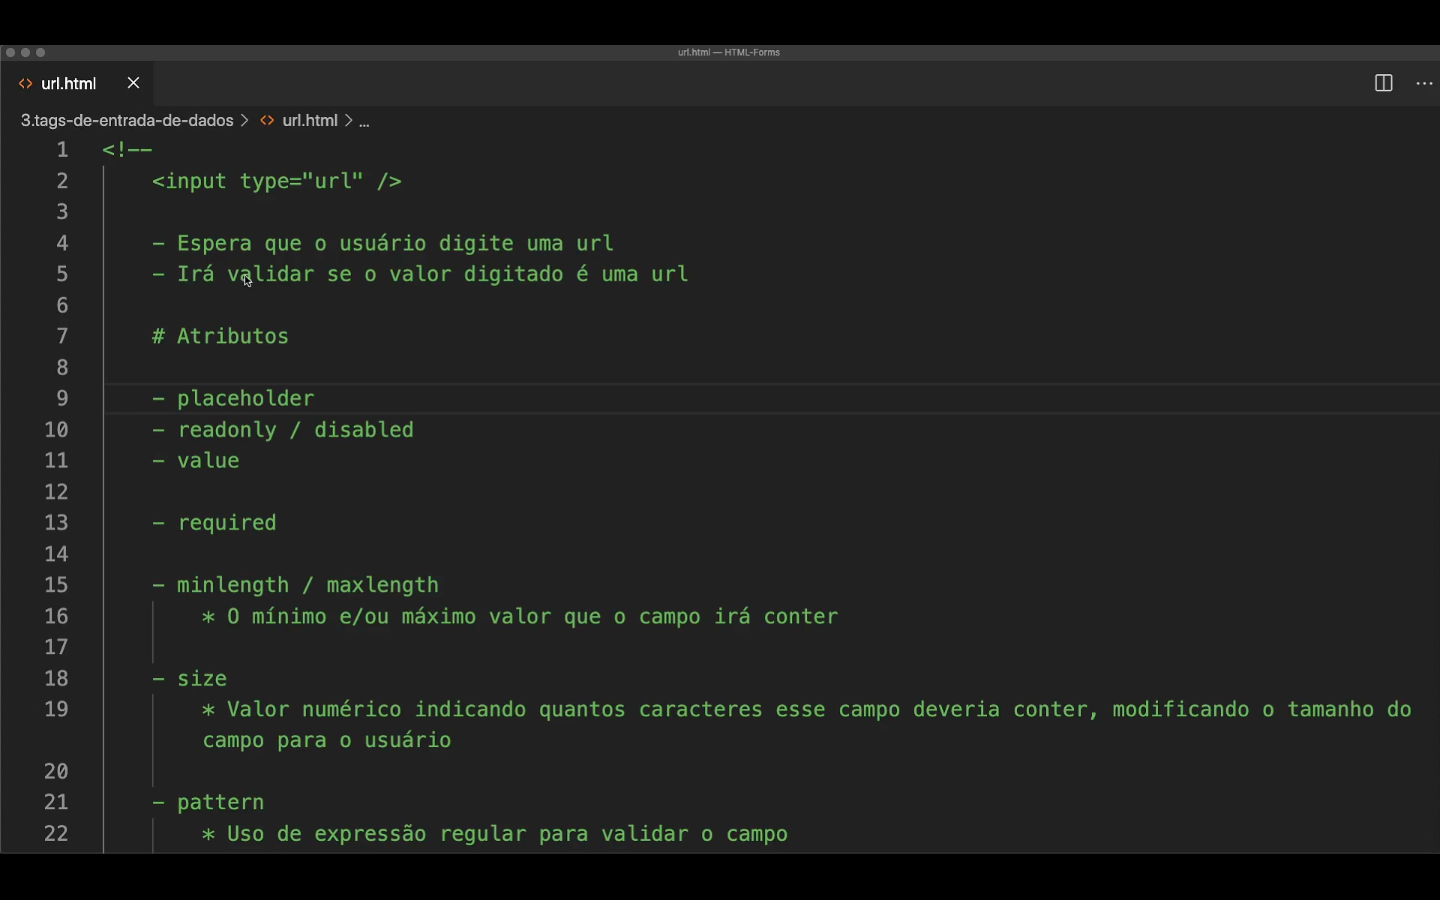 url.html — HTML-Forms
<> url.html ×
3.tags-de-entrada-de-dados > <> url.html > ...
1 <!--
2 <input type="url" />
3
4 - Espera que o usuário digite uma url
5 - Irá validar se o valor digitado é uma url
6
7 # Atributos
8
9 - placeholder
10 - readonly / disabled
11 - value
12
13 - required
14
15 - minlength / maxlength
16 * O mínimo e/ou máximo valor que o campo irá conter
17
18 - size
19 * Valor numérico indicando quantos caracteres esse campo deveria conter, modificando o tamanho do
campo para o usuário
20
21 - pattern
22 * Uso de expressão regular para validar o campo